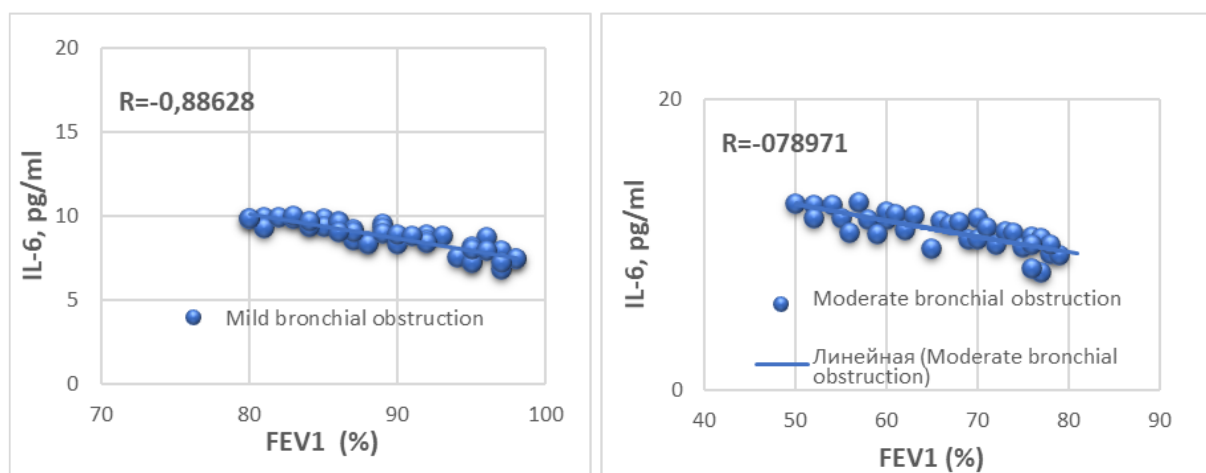 20
15
10
5
0
IL-6, pg/ml
R=-0,88628
Mild bronchial obstruction
70
80
90
100
FEV1 (%)
20
0
IL-6, pg/ml
R=-078971
Moderate bronchial obstruction
Линейная (Moderate bronchial
obstruction)
40
50
60
70
80
90
FEV1 (%)